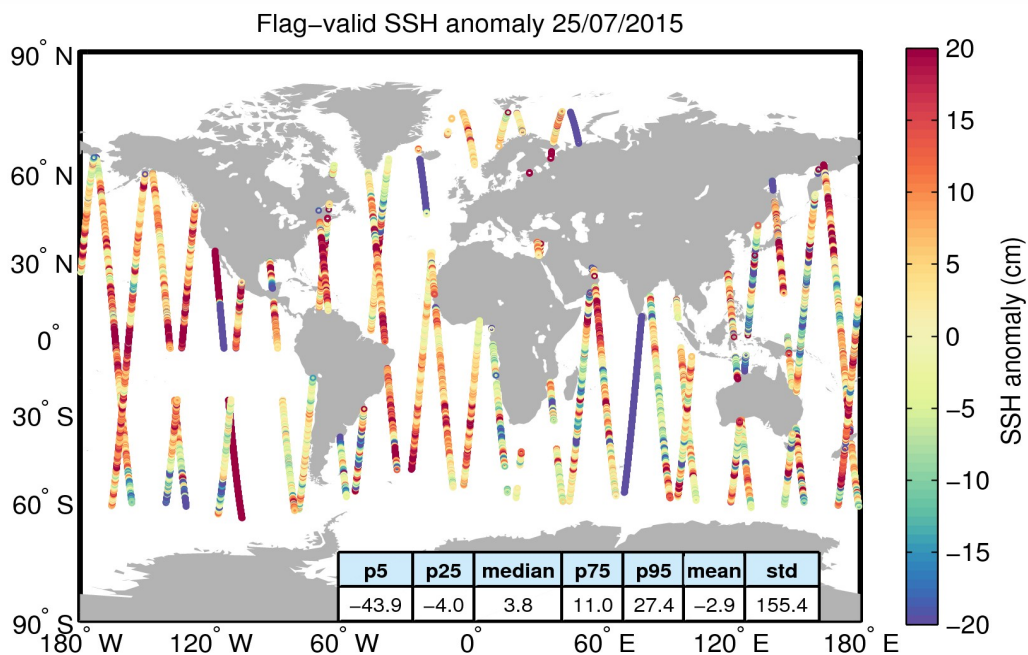 Flag−valid SSH anomaly 25/07/2015
90° N
60° N
30° N
0°
30° S
60° S
90° S
180° W
120° W
60° W
0°
60° E
120° E
180° E
p5 p25 median p75 p95 mean std
−43.9 −4.0 3.8 11.0 27.4 −2.9 155.4
20
15
10
5
0
−5
−10
−15
−20
SSH anomaly (cm)